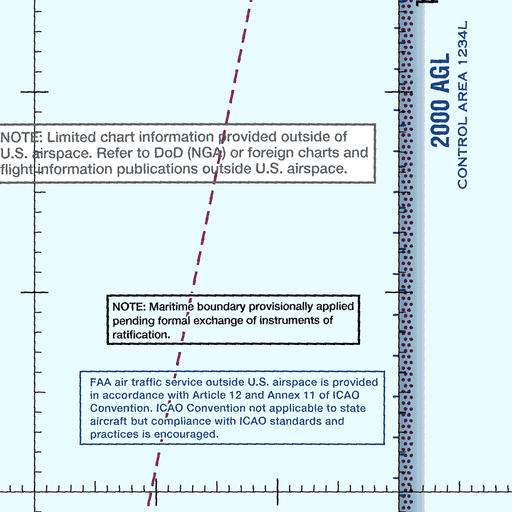 2000 AGL
CONTROL AREA 1234L
NOTE: Limited chart information provided outside of
U.S. airspace. Refer to DoD (NGA) or foreign charts and
flight information publications outside U.S. airspace.
NOTE: Maritime boundary provisionally applied
pending formal exchange of instruments of
ratification.
FAA air traffic service outside U.S. airspace is provided
in accordance with Article 12 and Annex 11 of ICAO
Convention. ICAO Convention not applicable to state
aircraft but compliance with ICAO standards and
practices is encouraged.